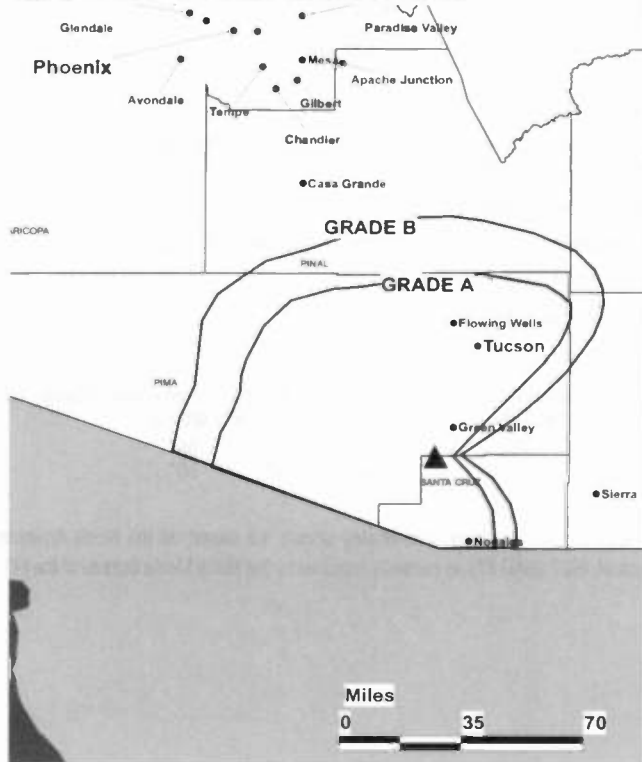 Glendale
Paradise Valley
Phoenix
Mesa
Apache Junction
Avondale
Tempe
Gilbert
Chandler
Casa Grande
ARICOPA
GRADE B
PINAL
GRADE A
Flowing Wells
Tucson
PIMA
Green Valley
SANTA CRUZ
Sierra
Nogales
Miles
0 35 70